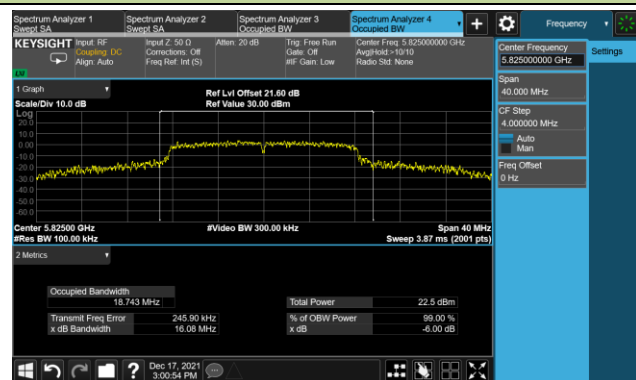 Spectrum Analyzer 1
Swept SA
Spectrum Analyzer 2
Swept SA
Spectrum Analyzer 3
Occupied BW
Spectrum Analyzer 4
Occupied BW
Frequency
KEYSIGHT
Input: RF
Coupling: DC
Align: Auto
Input Z: 50 Ω
Corrections: Off
Freq Ref: Int (S)
Atten: 20 dB
Trig: Free Run
Gate: Off
#IF Gain: Low
Center Freq: 5.825000000 GHz
Avg|Hold:>10/10
Radio Std: None
Center Frequency
5.825000000 GHz
Settings
Span
40.000 MHz
CF Step
4.000000 MHz
Auto
Man
Freq Offset
0 Hz
1 Graph
Scale/Div 10.0 dB
Ref Lvl Offset 21.60 dB
Ref Value 30.00 dBm
Log
20.0
10.0
0.00
-10.0
-20.0
-30.0
-40.0
-50.0
-60.0
Center 5.82500 GHz
#Res BW 100.00 kHz
#Video BW 300.00 kHz
Span 40 MHz
Sweep 3.87 ms (2001 pts)
2 Metrics
Occupied Bandwidth
18.743 MHz
Total Power 22.5 dBm
Transmit Freq Error 245.90 kHz
% of OBW Power 99.00 %
x dB Bandwidth 16.08 MHz
x dB -6.00 dB
Dec 17, 2021
3:00:54 PM